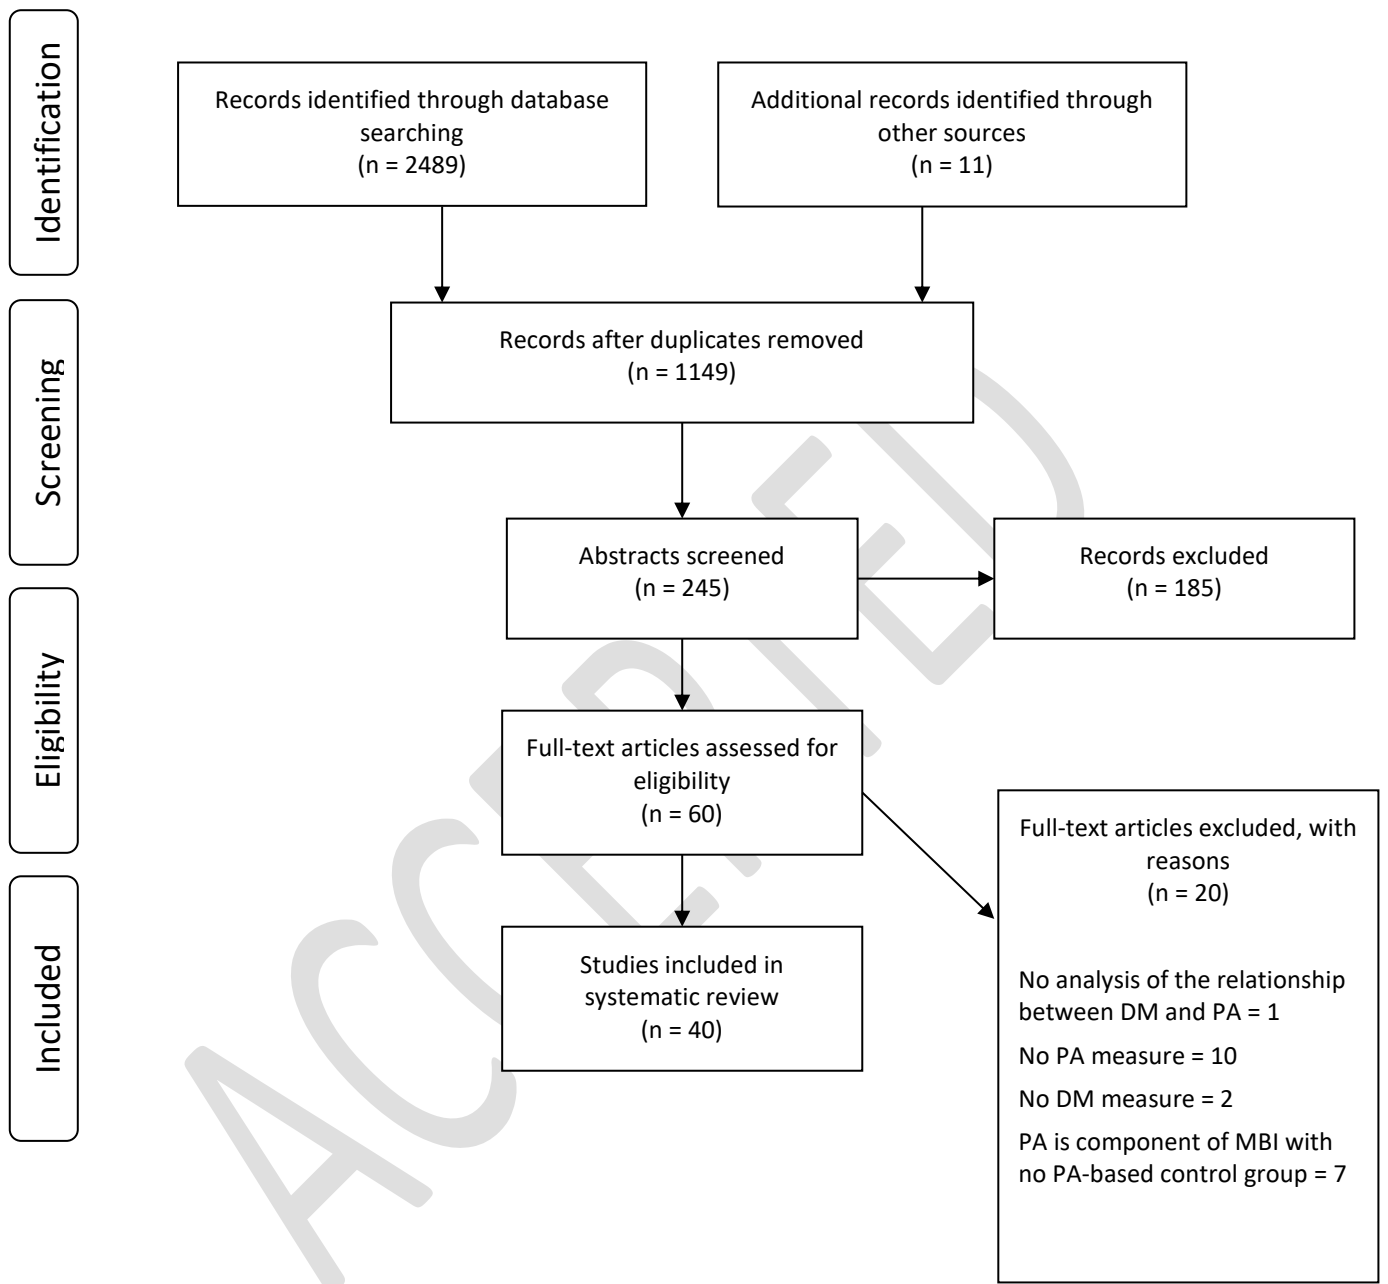 Identification
Records identified through database
searching
(n = 2489)
Additional records identified through
other sources
(n = 11)
Screening
Records after duplicates removed
(n = 1149)
Abstracts screened
(n = 245)
Records excluded
(n = 185)
Eligibility
Full-text articles assessed for
eligibility
(n = 60)
Full-text articles excluded, with
reasons
(n = 20)
No analysis of the relationship
between DM and PA = 1
No PA measure = 10
No DM measure = 2
PA is component of MBI with
no PA-based control group = 7
Included
Studies included in
systematic review
(n = 40)
ACCEPTED